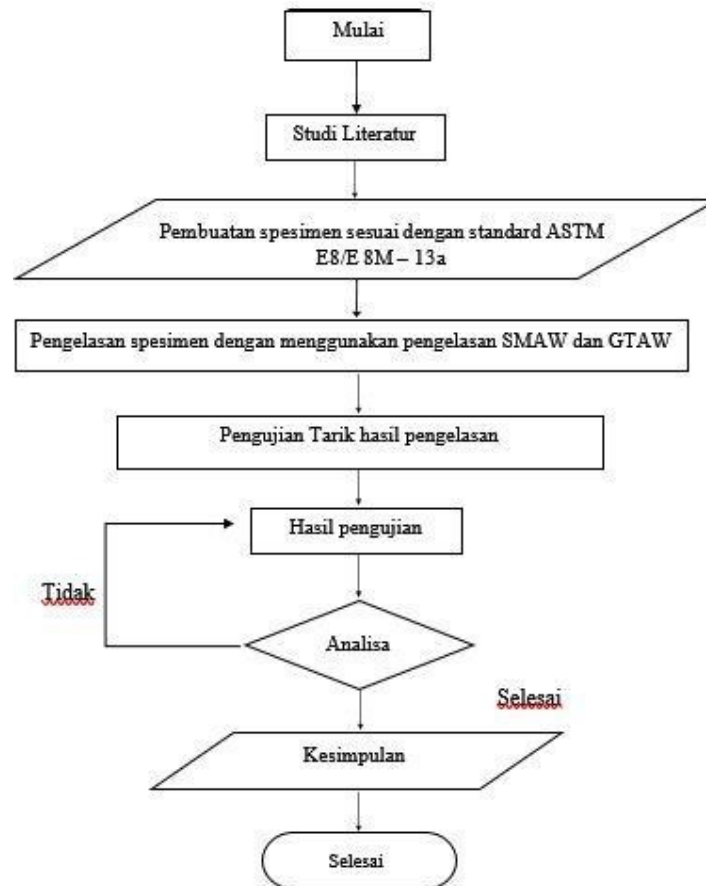 Mulai
Studi Literatur
Pembuatan spesimen sesuai dengan standard ASTM
E8/E 8M – 13a
Pengelasan spesimen dengan menggunakan pengelasan SMAW dan GTAW
Pengujian Tarik hasil pengelasan
Hasil pengujian
Tidak
Analisa
Selesai
Kesimpulan
Selesai